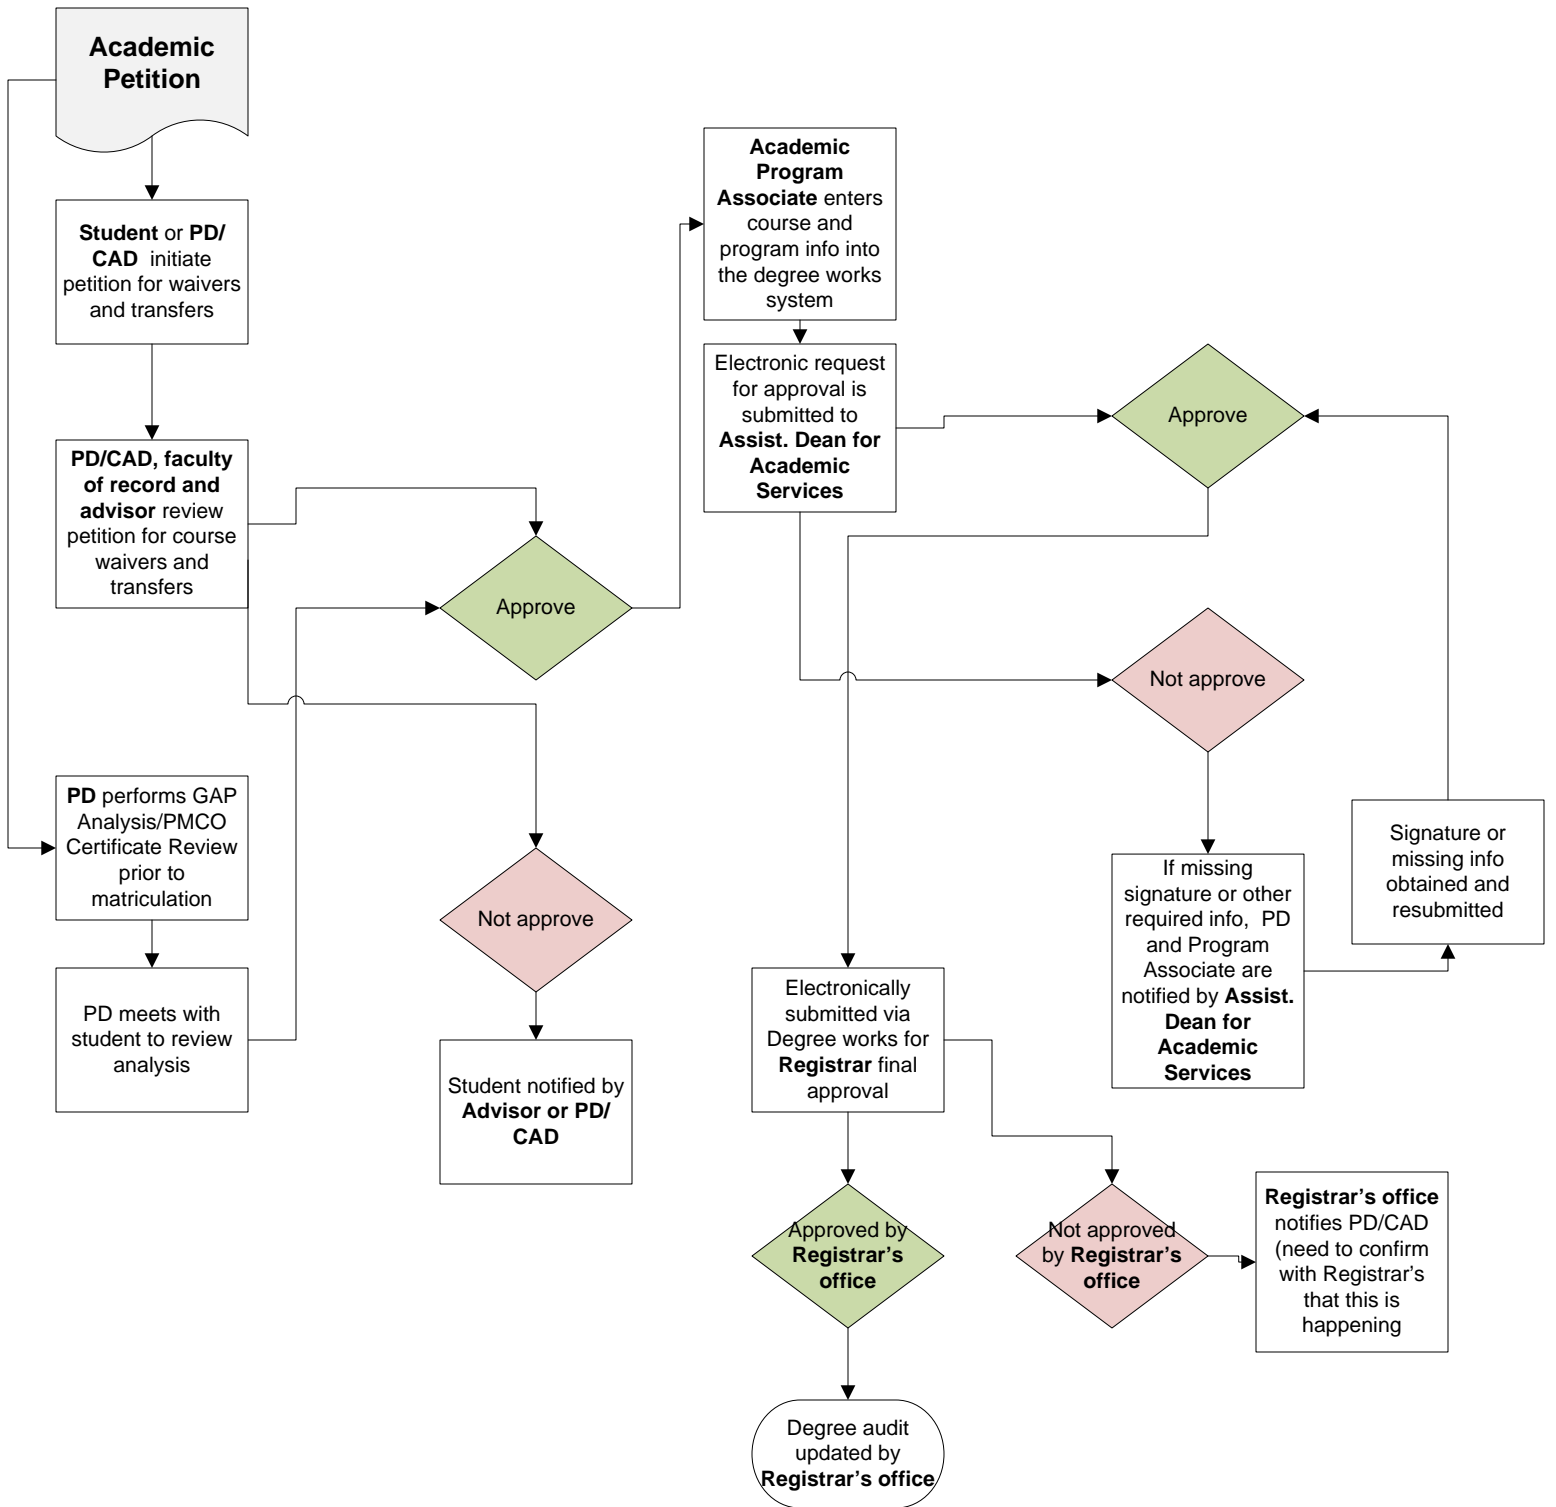 Academic
Petition
Student or PD/
CAD initiate
petition for waivers
and transfers
PD/CAD, faculty
of record and
advisor review
petition for course
waivers and
transfers
PD performs GAP
Analysis/PMCO
Certificate Review
prior to
matriculation
PD meets with
student to review
analysis
Approve
Not approve
Student notified by
Advisor or PD/
CAD
Academic
Program
Associate enters
course and
program info into
the degree works
system
Electronic request
for approval is
submitted to
Assist. Dean for
Academic
Services
Approve
Not approve
If missing
signature or other
required info, PD
and Program
Associate are
notified by Assist.
Dean for
Academic
Services
Signature or
missing info
obtained and
resubmitted
Electronically
submitted via
Degree works for
Registrar final
approval
Approved by
Registrar's
office
Not approved
by Registrar's
office
Registrar's office
notifies PD/CAD
(need to confirm
with Registrar's
that this is
happening
Degree audit
updated by
Registrar's office